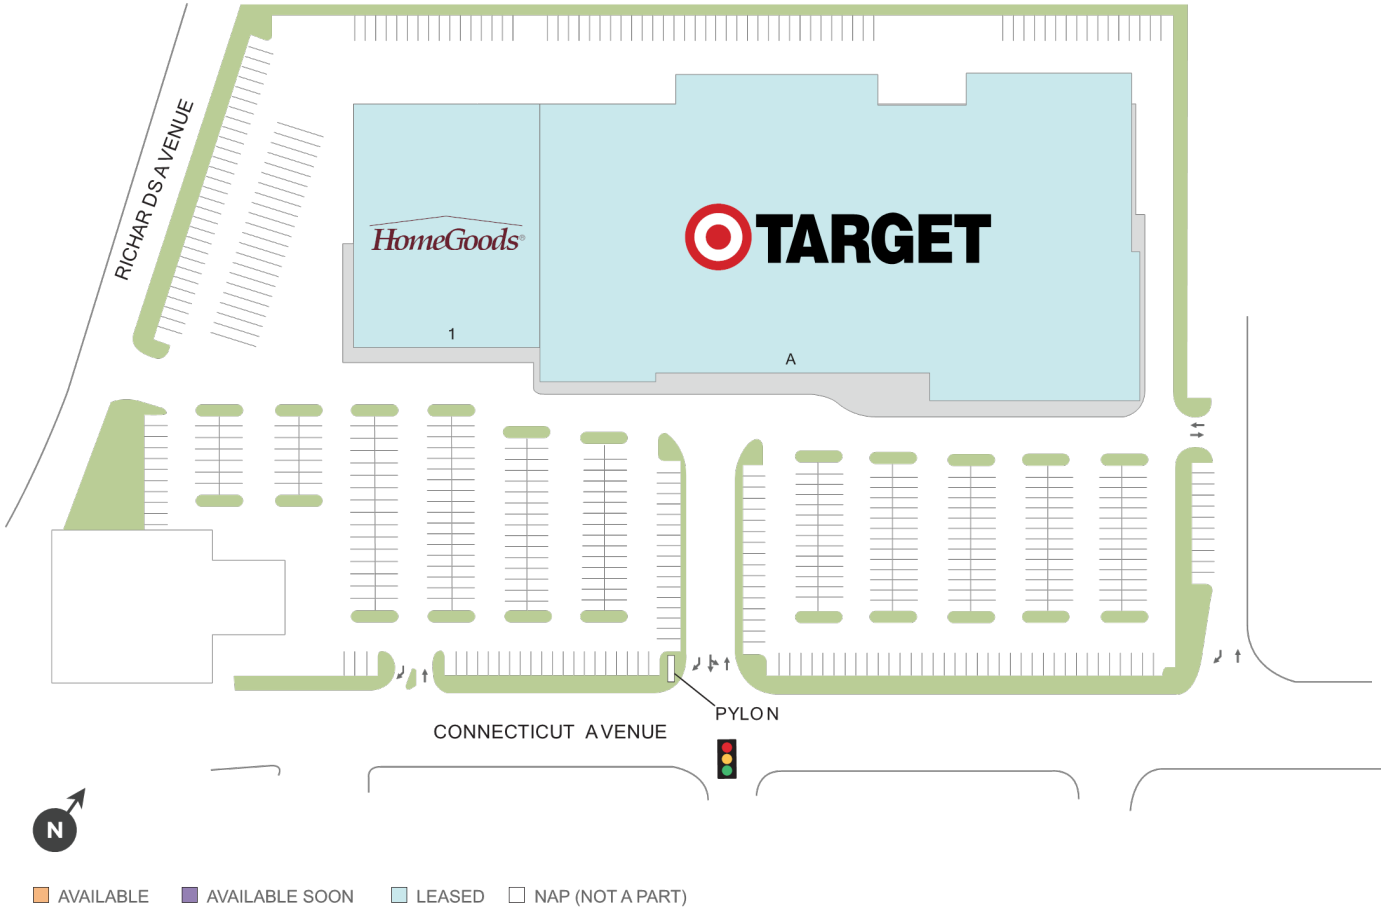 RICHARDS AVENUE
HomeGoods®
TARGET
1
A
PYLON
CONNECTICUT AVENUE
N
AVAILABLE
AVAILABLE SOON
LEASED
NAP (NOT A PART)